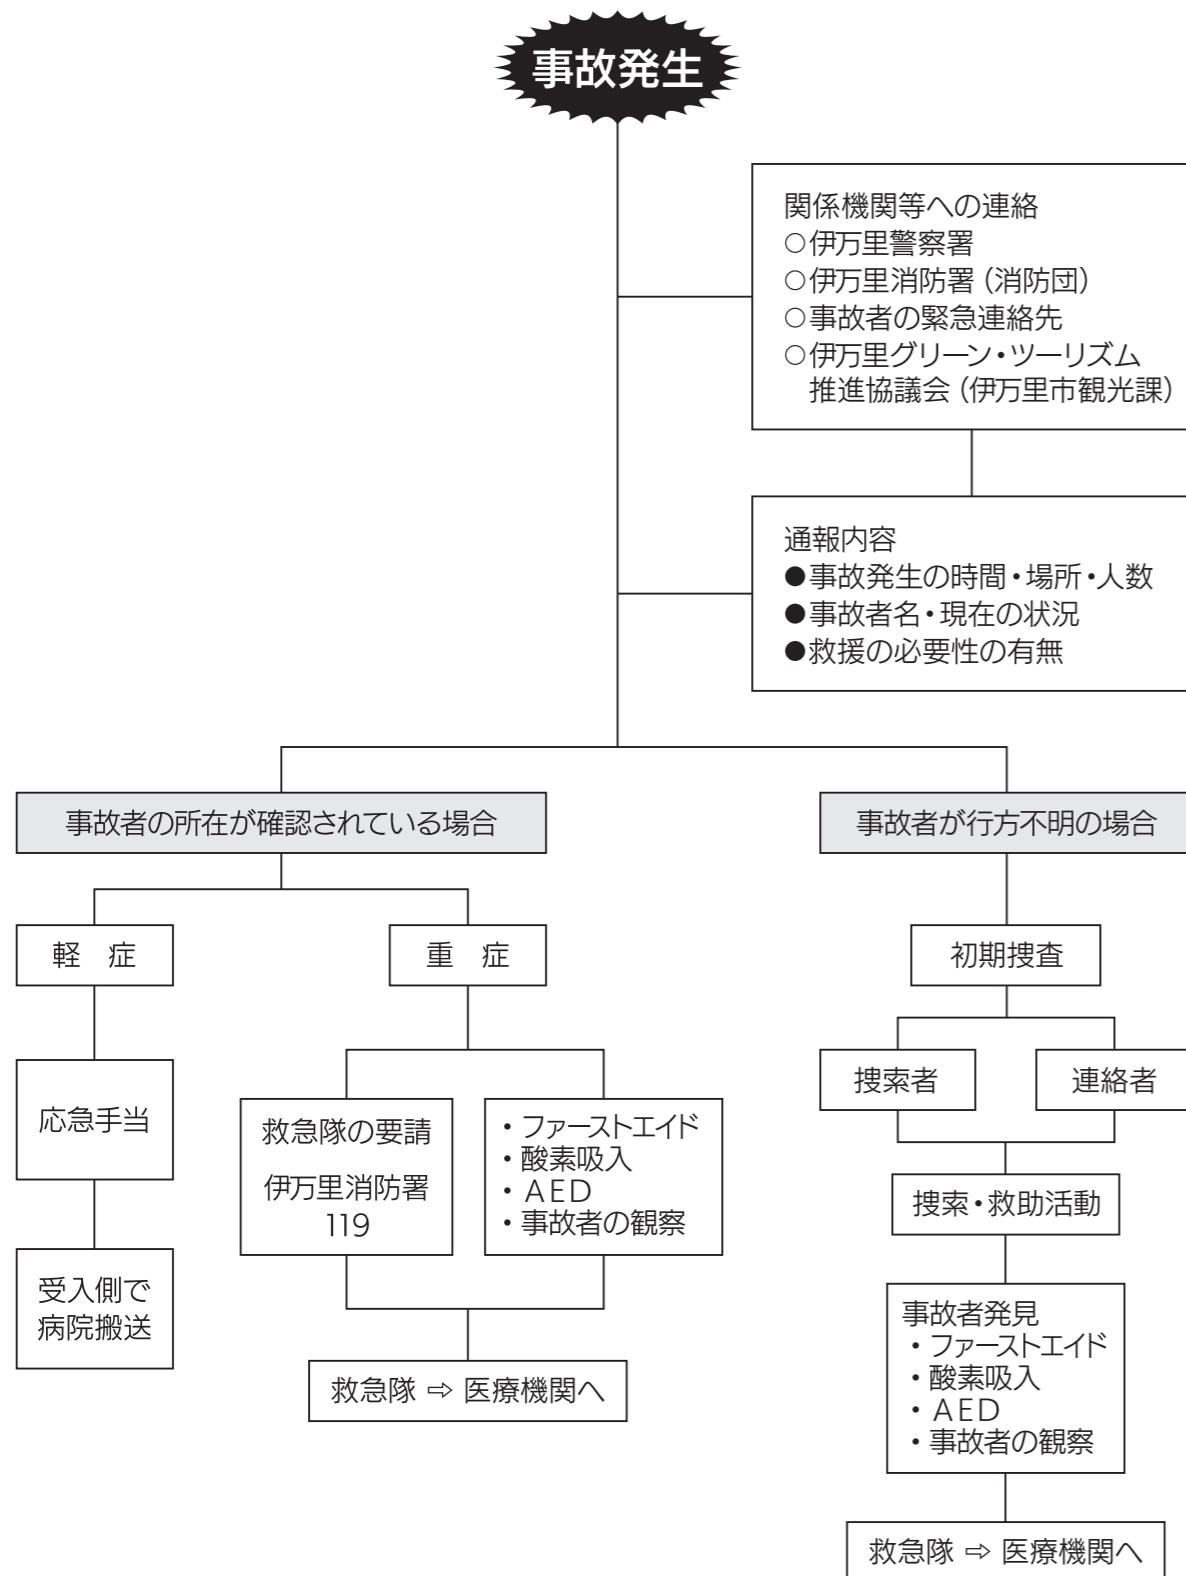 事故発生
関係機関等への連絡
○伊万里警察署
○伊万里消防署（消防団）
○事故者の緊急連絡先
○伊万里グリーン・ツーリズム
推進協議会（伊万里市観光課）
通報内容
●事故発生の時間・場所・人数
●事故者名・現在の状況
●救援の必要性の有無
事故者の所在が確認されている場合
軽　症
応急手当
受入側で
病院搬送
重　症
救急隊の要請
伊万里消防署
119
・ファーストエイド
・酸素吸入
・AED
・事故者の観察
救急隊 ⇨ 医療機関へ
事故者が行方不明の場合
初期捜査
捜索者
連絡者
捜索・救助活動
事故者発見
・ファーストエイド
・酸素吸入
・AED
・事故者の観察
救急隊 ⇨ 医療機関へ